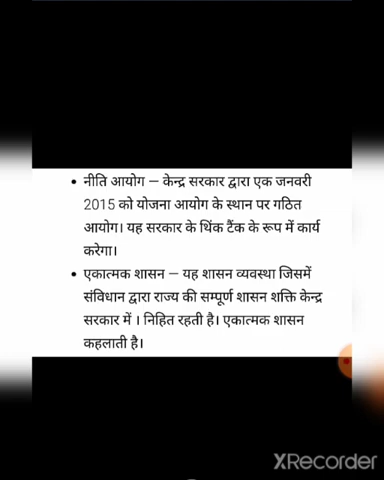 • नीति आयोग – केन्द्र सरकार द्वारा एक जनवरी
2015 को योजना आयोग के स्थान पर गठित
आयोग। यह सरकार के थिंक टैंक के रूप में कार्य
करेगा।
• एकात्मक शासन – यह शासन व्यवस्था जिसमें
संविधान द्वारा राज्य की सम्पूर्ण शासन शक्ति केन्द्र
सरकार में । निहित रहती है। एकात्मक शासन
कहलाती है।
XRecorder